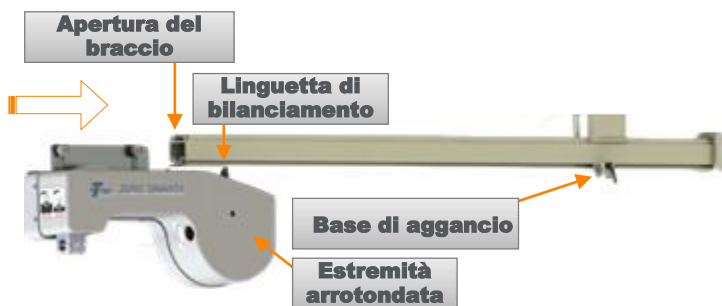 Apertura del
braccio
Linguetta di
bilanciamento
Base di aggancio
Estremità
arrotondata